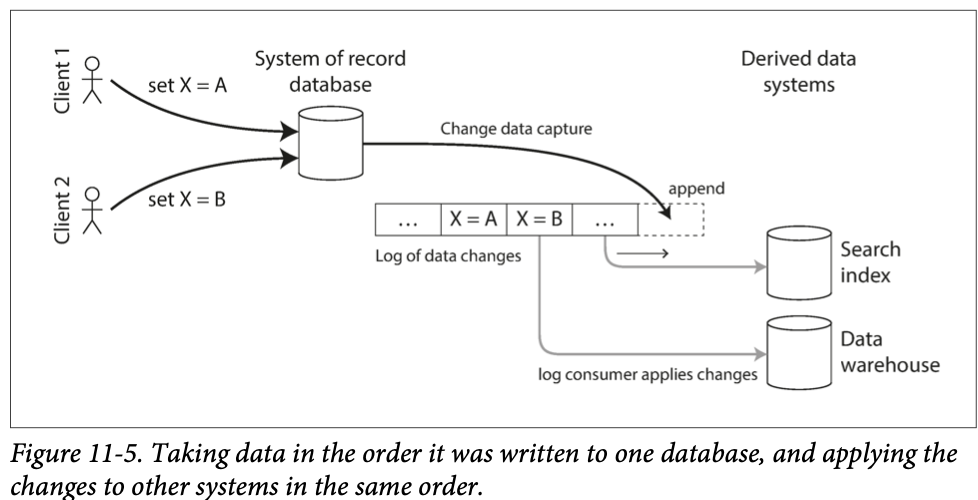 Client 1
set X = A
System of record
database
Derived data
systems
Change data capture
Client 2
set X = B
append
… X = A X = B …
Log of data changes
Search
index
Data
warehouse
log consumer applies changes
Figure 11-5. Taking data in the order it was written to one database, and applying the
changes to other systems in the same order.